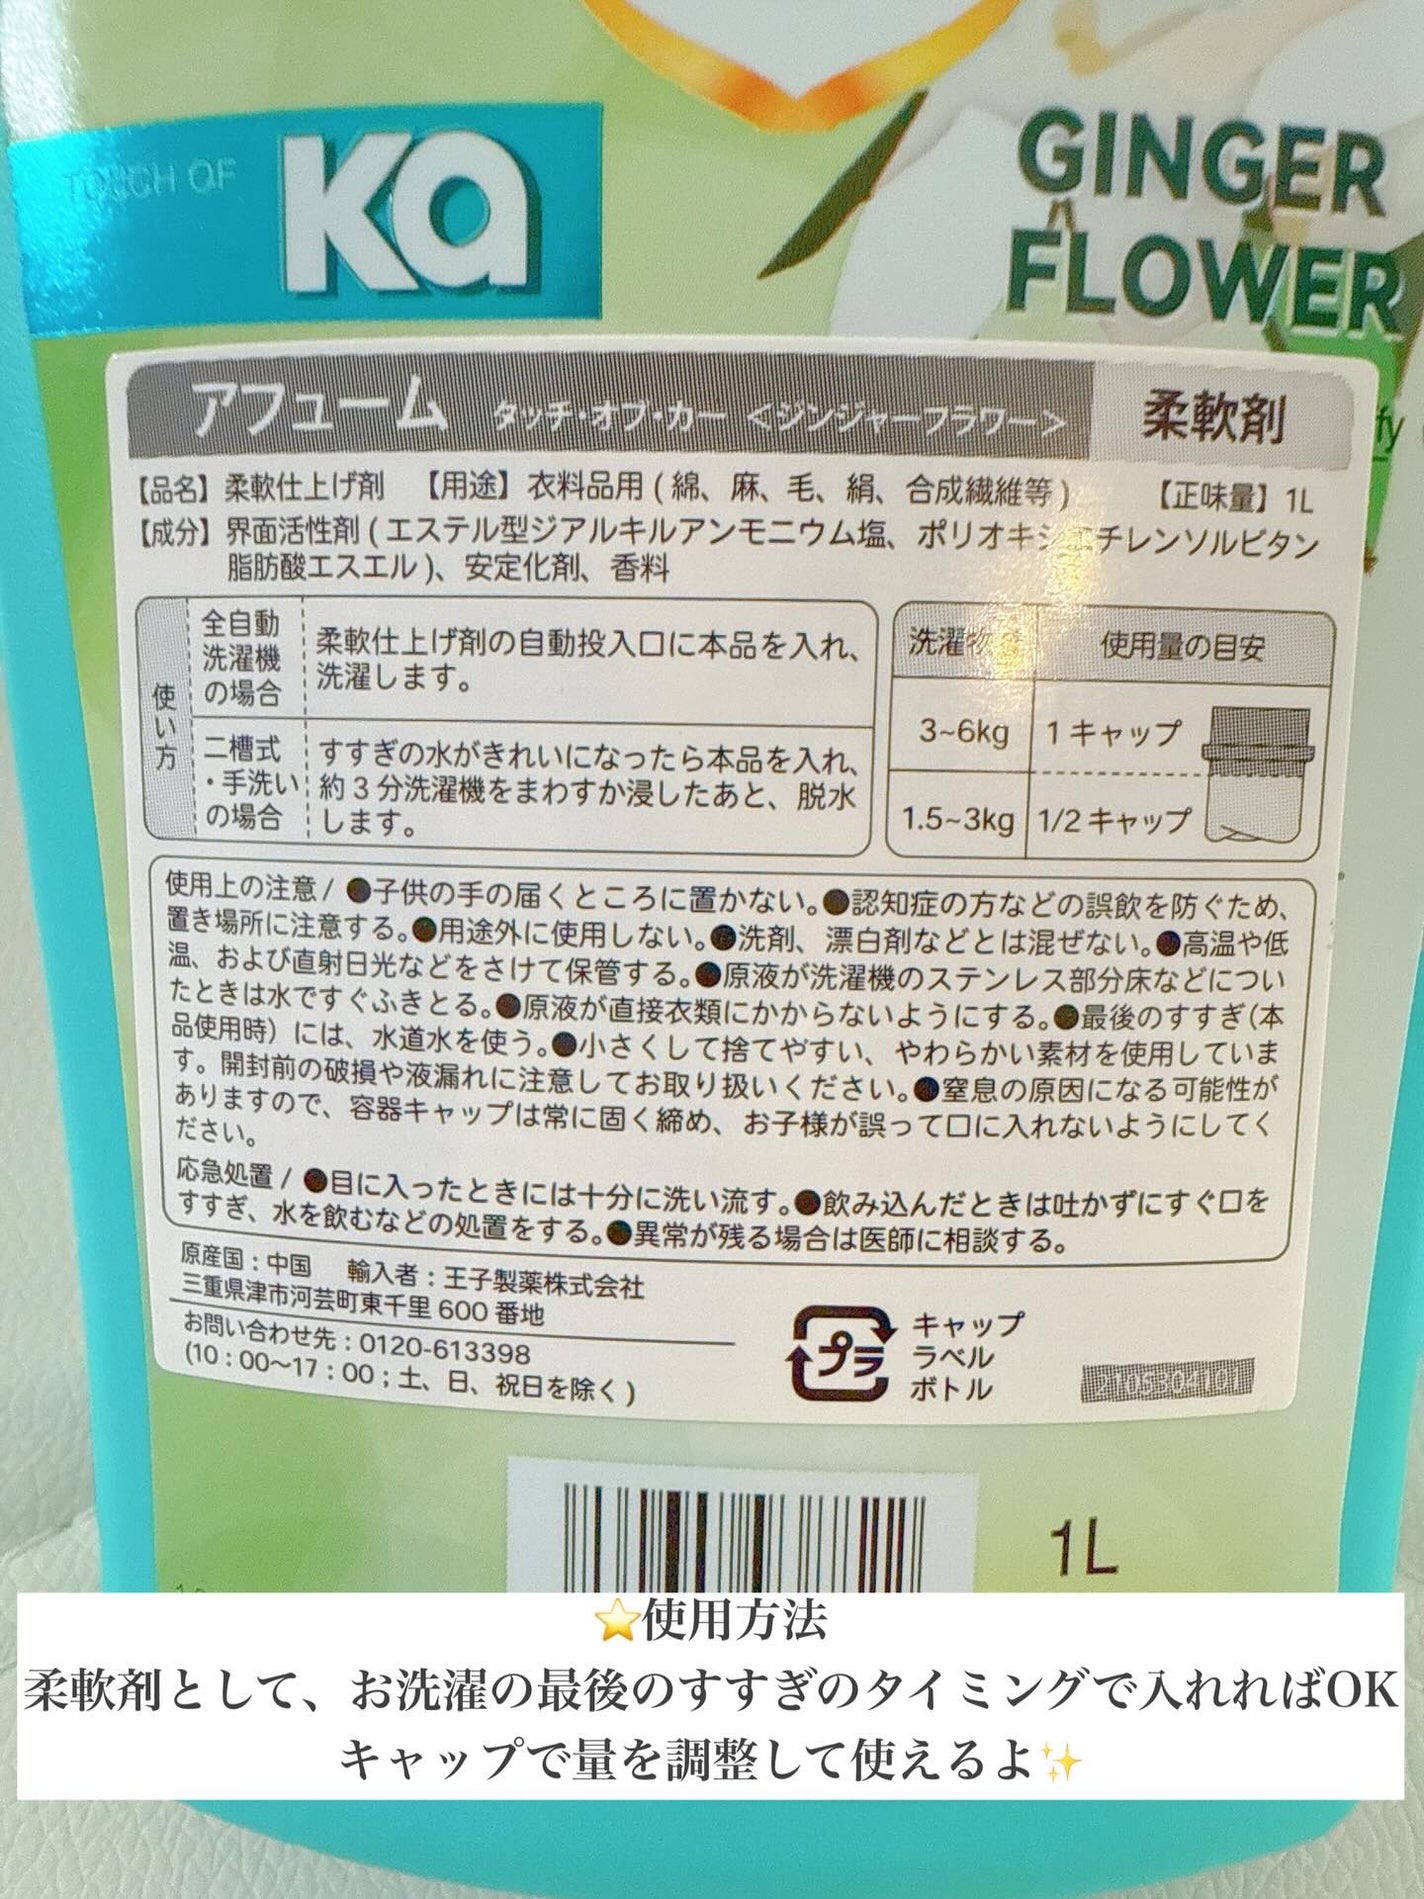 TOUCH OF
Ka
GINGER
FLOWER
アフューム タッチ・オブ・カー <ジンジャーフラワー> 柔軟剤
【品名】柔軟仕上げ剤 【用途】衣料品用(綿、麻、毛、絹、合成繊維等) 【正味量】1L
【成分】界面活性剤(エステル型ジアルキルアンモニウム塩、ポリオキシエチレンソルビタン
脂肪酸エスエル)、安定化剤、香料
使い方
全自動
洗濯機
の場合
柔軟仕上げ剤の自動投入口に本品を入れ、
洗濯します。
二槽式
・手洗い
の場合
すすぎの水がきれいになったら本品を入れ、
約3分洗濯機をまわすか浸したあと、脱水
します。
洗濯物 使用量の目安
3~6kg 1キャップ
1.5~3kg 1/2キャップ
使用上の注意/ ●子供の手の届くところに置かない。●認知症の方などの誤飲を防ぐため、
置き場所に注意する。●用途外に使用しない。●洗剤、漂白剤などとは混ぜない。●高温や低
温、および直射日光などをさけて保管する。●原液が洗濯機のステンレス部分床などについ
たときは水ですぐふきとる。●原液が直接衣類にかからないようにする。●最後のすすぎ(本
品使用時)には、水道水を使う。●小さくして捨てやすい、やわらかい素材を使用していま
す。開封前の破損や液漏れに注意してお取り扱いください。●窒息の原因になる可能性が
ありますので、容器キャップは常に固く締め、お子様が誤って口に入れないようにしてく
ださい。
応急処置/ ●目に入ったときには十分に洗い流す。●飲み込んだときは吐かずにすぐ口を
すすぎ、水を飲むなどの処置をする。●異常が残る場合は医師に相談する。
原産国:中国 輸入者:王子製薬株式会社
三重県津市河芸町東千里600番地
お問い合わせ先:0120-613398
(10:00〜17:00;土、日、祝日を除く)
プラ
キャップ
ラベル
ボトル
2105304101
1L
⭐使用方法
柔軟剤として、お洗濯の最後のすすぎのタイミングで入れればOK
キャップで量を調整して使えるよ✨